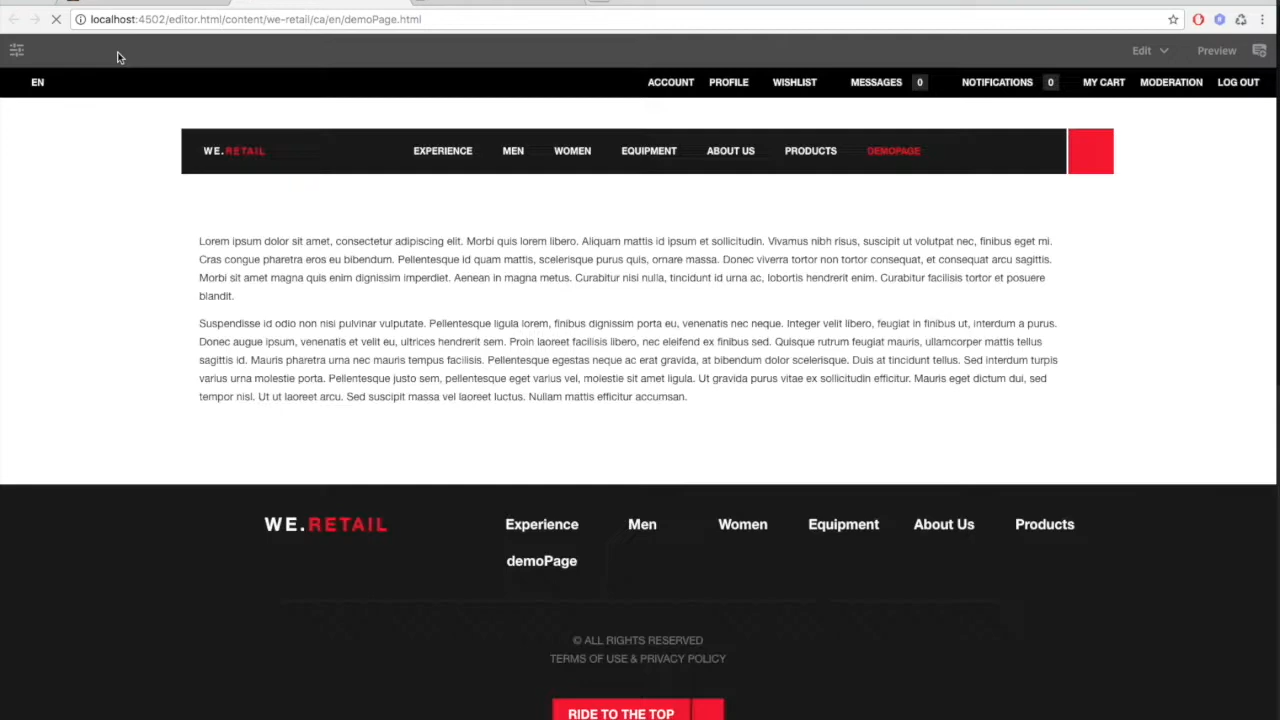 localhost:4502/editor.html/content/we-retail/ca/en/demoPage.html
Edit Preview
EN ACCOUNT PROFILE WISHLIST MESSAGES 0 NOTIFICATIONS 0 MY CART MODERATION LOG OUT
WE.RETAIL EXPERIENCE MEN WOMEN EQUIPMENT ABOUT US PRODUCTS DEMOPAGE
Lorem ipsum dolor sit amet, consectetur adipiscing elit. Morbi quis lorem libero. Aliquam mattis id ipsum et sollicitudin. Vivamus nibh risus, suscipit ut volutpat nec, finibus eget mi.
Cras congue pharetra eros eu bibendum. Pellentesque id quam mattis, scelerisque purus quis, ornare massa. Donec viverra tortor non tortor consequat, et consequat arcu sagittis.
Morbi sit amet magna quis enim dignissim imperdiet. Aenean in magna metus. Curabitur nisi nulla, tincidunt id urna ac, lobortis hendrerit enim. Curabitur facilisis tortor et posuere
blandit.
Suspendisse id odio non nisi pulvinar vulputate. Pellentesque ligula lorem, finibus dignissim porta eu, venenatis nec neque. Integer velit libero, feugiat in finibus ut, interdum a purus.
Donec augue ipsum, venenatis et velit eu, ultrices hendrerit sem. Proin laoreet facilisis libero, nec eleifend ex finibus sed. Quisque rutrum feugiat mauris, ullamcorper mattis tellus
sagittis id. Mauris pharetra urna nec mauris tempus facilisis. Pellentesque egestas neque ac erat gravida, at bibendum dolor scelerisque. Duis at tincidunt tellus. Sed interdum turpis
varius urna molestie porta. Pellentesque justo sem, pellentesque eget varius vel, molestie sit amet ligula. Ut gravida purus vitae ex sollicitudin efficitur. Mauris eget dictum dui, sed
tempor nisl. Ut ut laoreet arcu. Sed suscipit massa vel laoreet luctus. Nullam mattis efficitur accumsan.
WE.RETAIL Experience Men Women Equipment About Us Products
demoPage
© ALL RIGHTS RESERVED
TERMS OF USE & PRIVACY POLICY
RIDE TO THE TOP